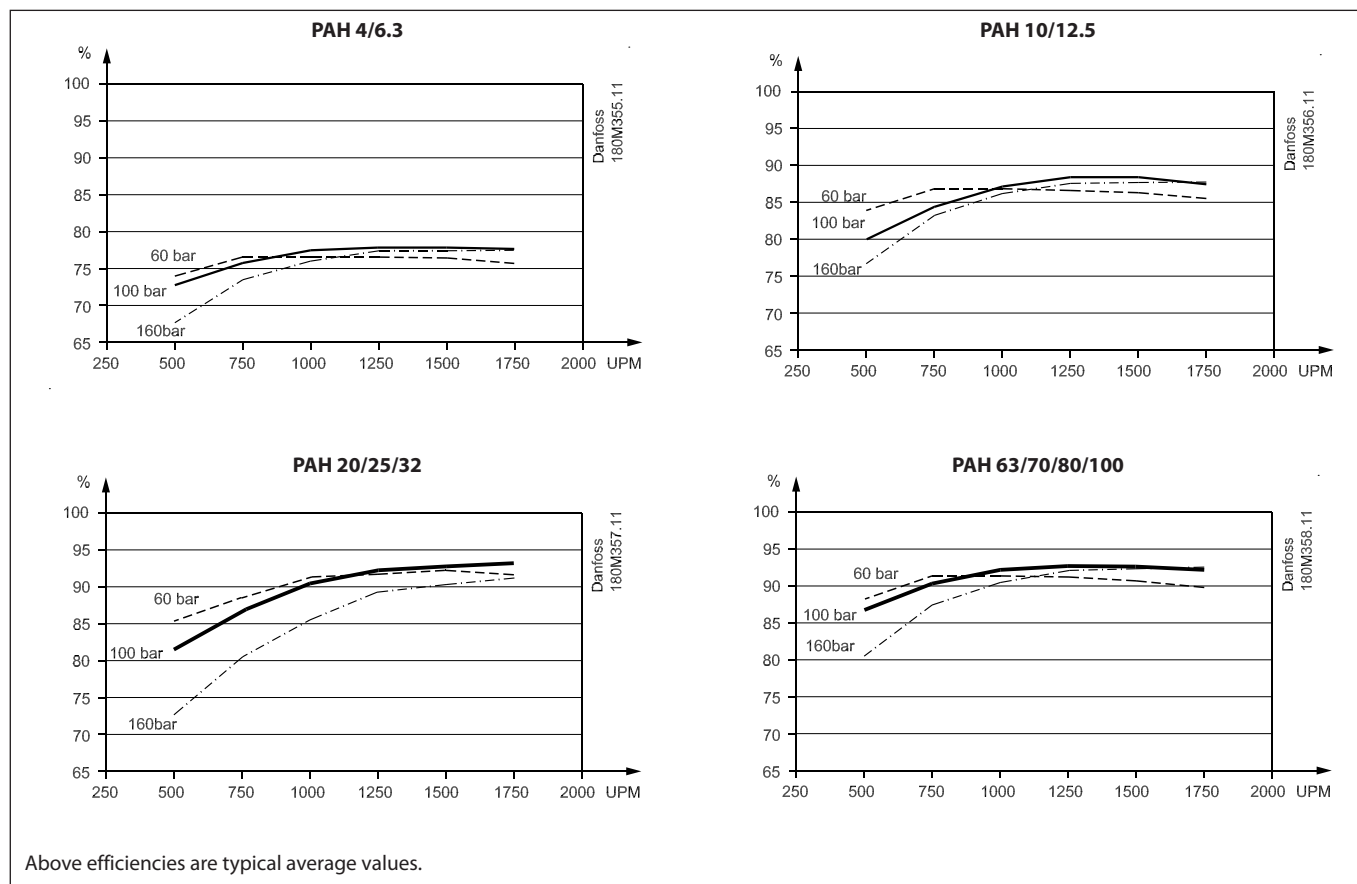 PAH 4/6.3
%
100
95
90
85
80
75
70
65
60 bar
100 bar
160bar
250 500 750 1000 1250 1500 1750 2000 UPM
Danfoss
180M355.11
PAH 10/12.5
%
100
95
90
85
80
75
70
65
60 bar
100 bar
160bar
250 500 750 1000 1250 1500 1750 2000 UPM
Danfoss
180M356.11
PAH 20/25/32
%
100
95
90
85
80
75
70
65
60 bar
100 bar
160bar
250 500 750 1000 1250 1500 1750 2000 UPM
Danfoss
180M357.11
PAH 63/70/80/100
%
100
95
90
85
80
75
70
65
60 bar
100 bar
160bar
250 500 750 1000 1250 1500 1750 2000 UPM
Danfoss
180M358.11
Above efficiencies are typical average values.